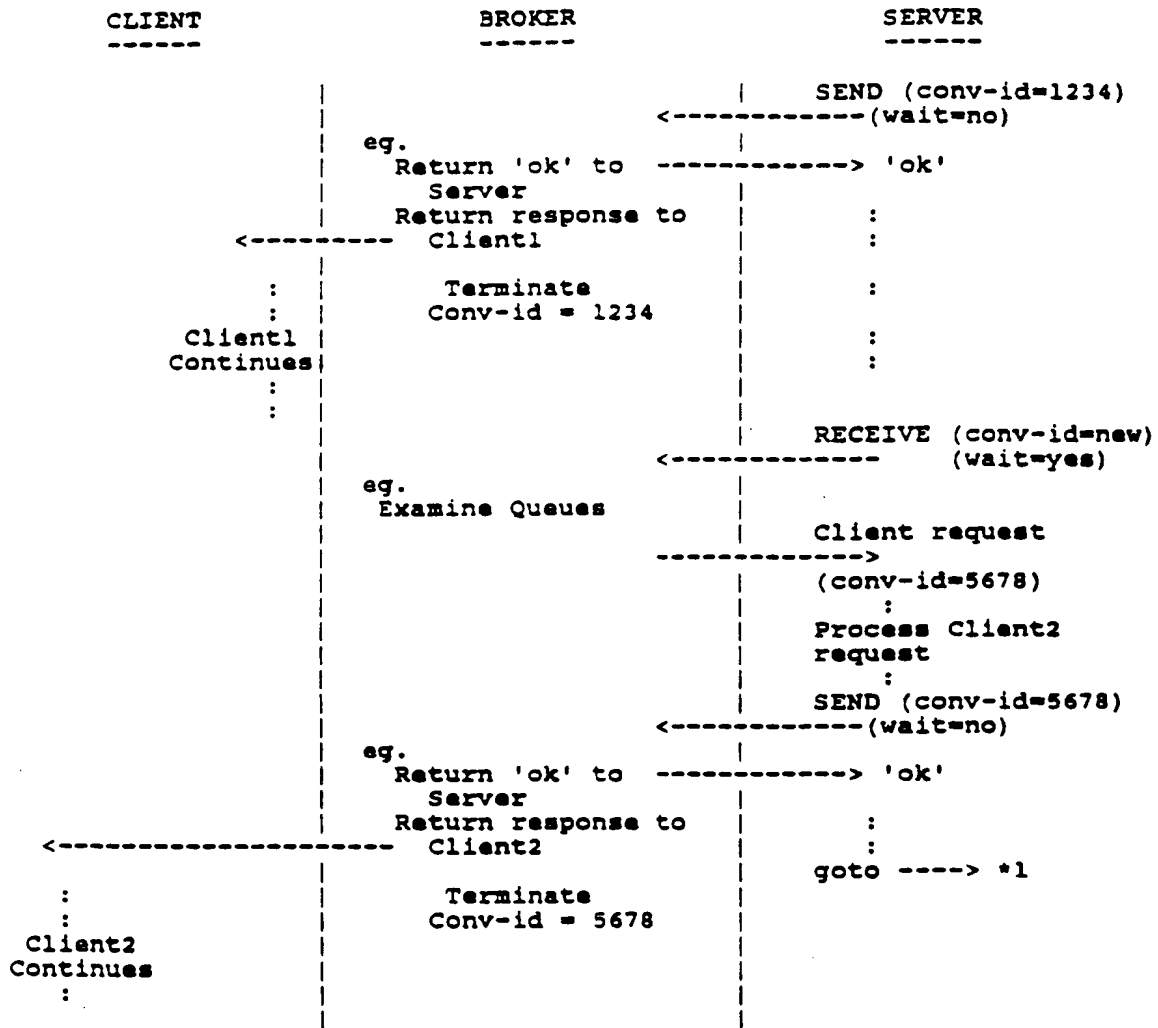 CLIENT BROKER SERVER
------ ------ ------
SEND (conv-id=1234)
<------------(wait=no)
eg.
Return 'ok' to ------------> 'ok'
Server
Return response to :
<--------- Client1 :
: Terminate :
: Conv-id = 1234
Client1 :
Continues :
:
:
RECEIVE (conv-id=new)
<------------- (wait=yes)
eg.
Examine Queues
Client request
------------->
(conv-id=5678)
:
Process Client2
request
:
SEND (conv-id=5678)
<------------(wait=no)
eg.
Return 'ok' to ------------> 'ok'
Server
Return response to :
<--------------------- Client2 :
goto ----> *1
: Terminate
: Conv-id = 5678
Client2
Continues
: